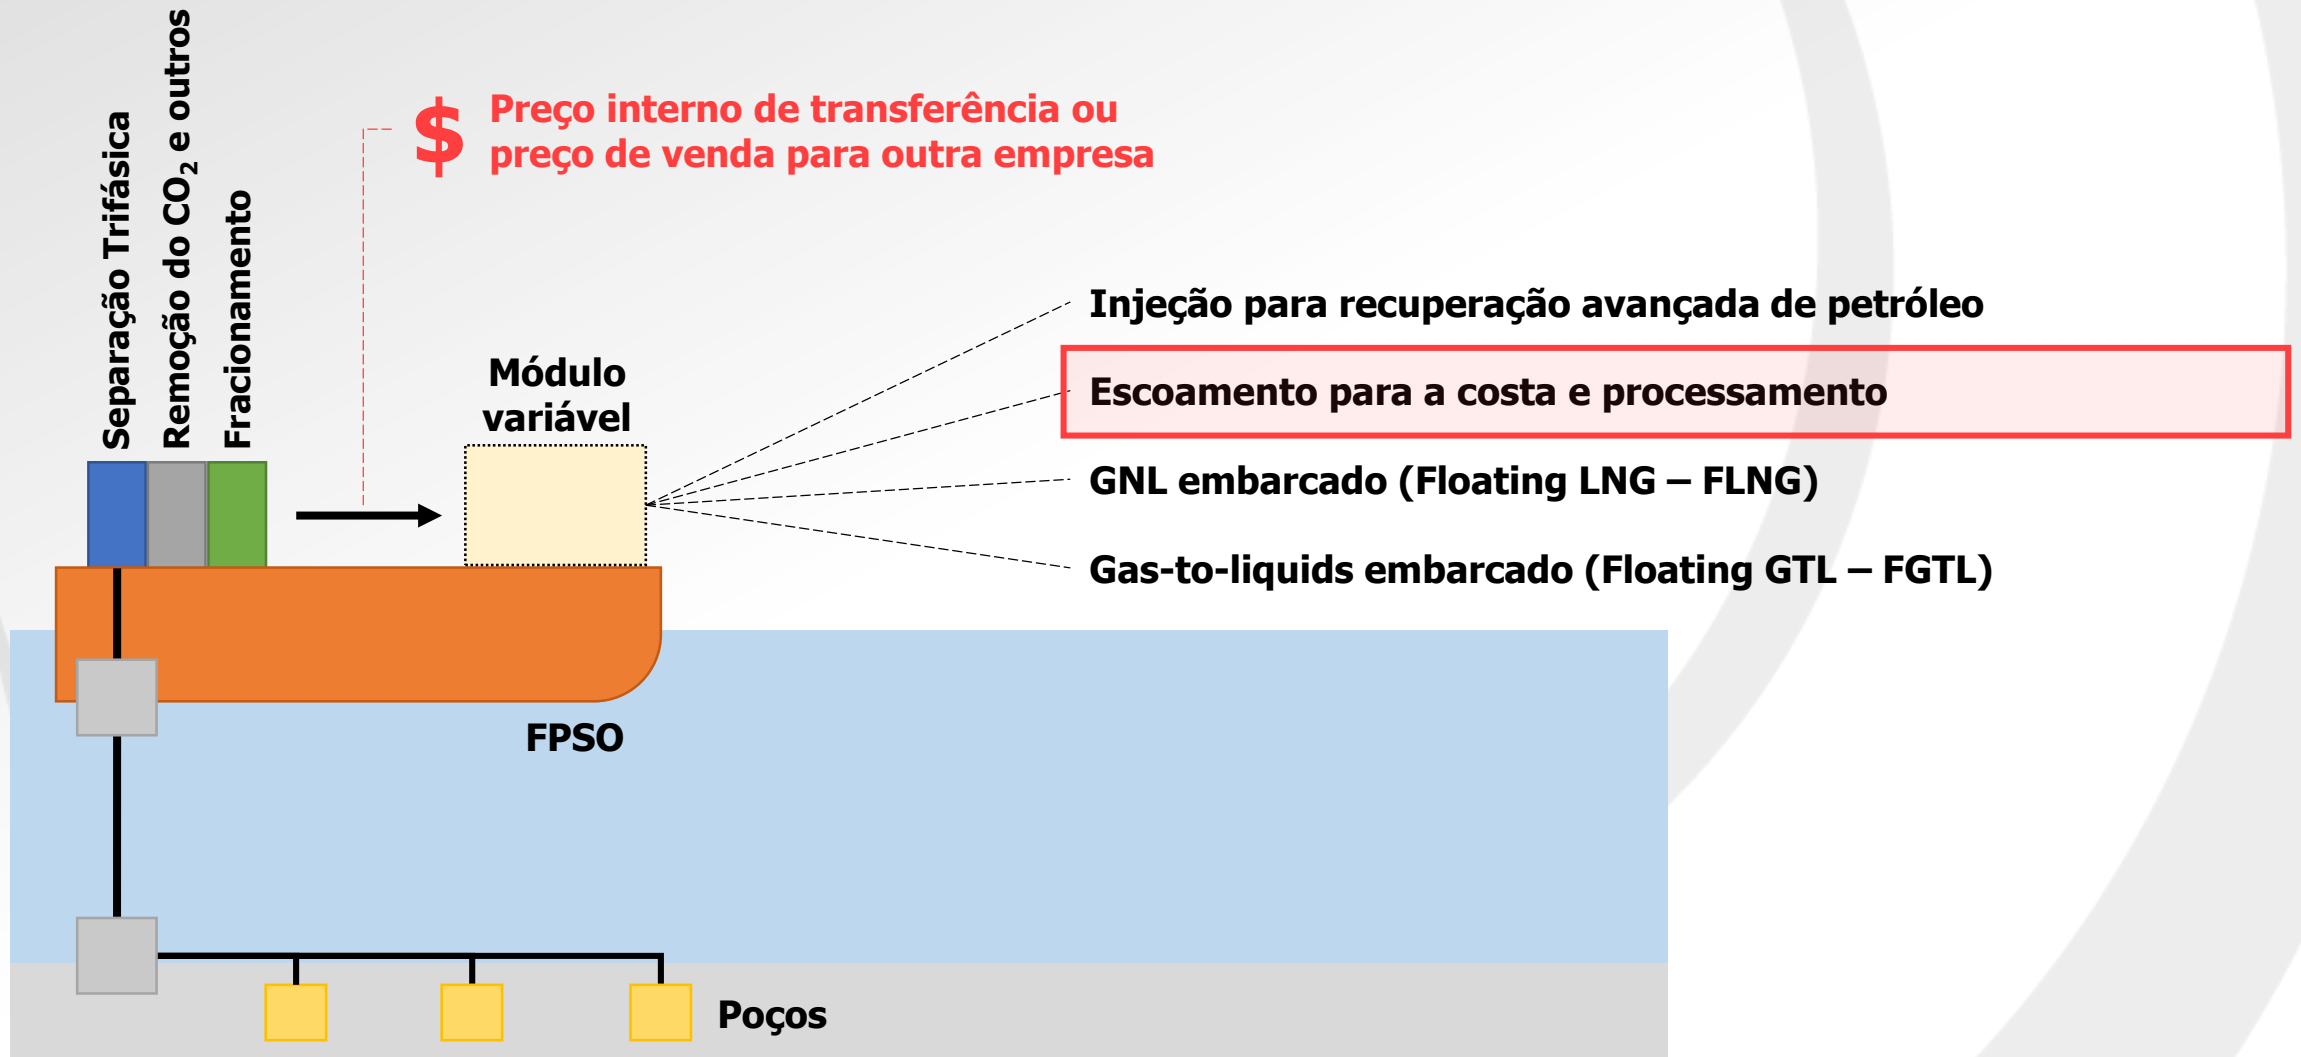 Separação Trifásica
Remoção do CO₂ e outros
Fracionamento
$
Preço interno de transferência ou
preço de venda para outra empresa
Módulo
variável
Injeção para recuperação avançada de petróleo
Escoamento para a costa e processamento
GNL embarcado (Floating LNG – FLNG)
Gas-to-liquids embarcado (Floating GTL – FGTL)
FPSO
Poços